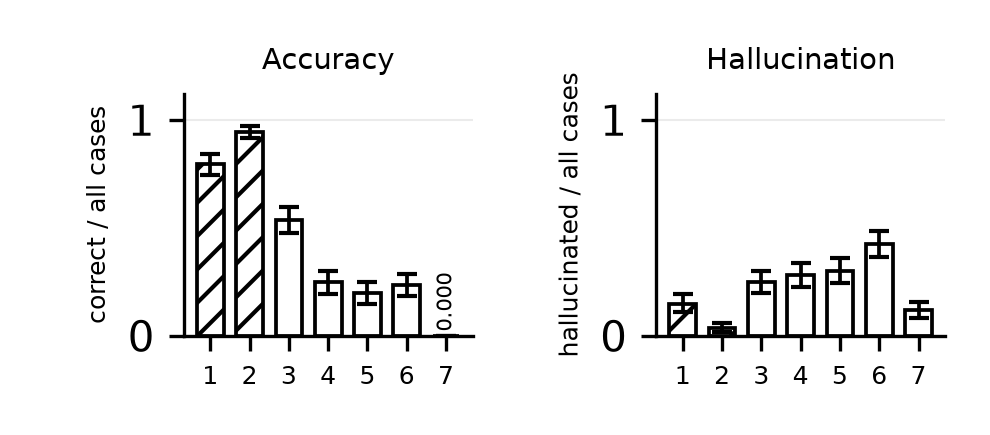 Accuracy
correct / all cases
1
0
0.000
1 2 3 4 5 6 7
Hallucination
hallucinated / all cases
1
0
1 2 3 4 5 6 7